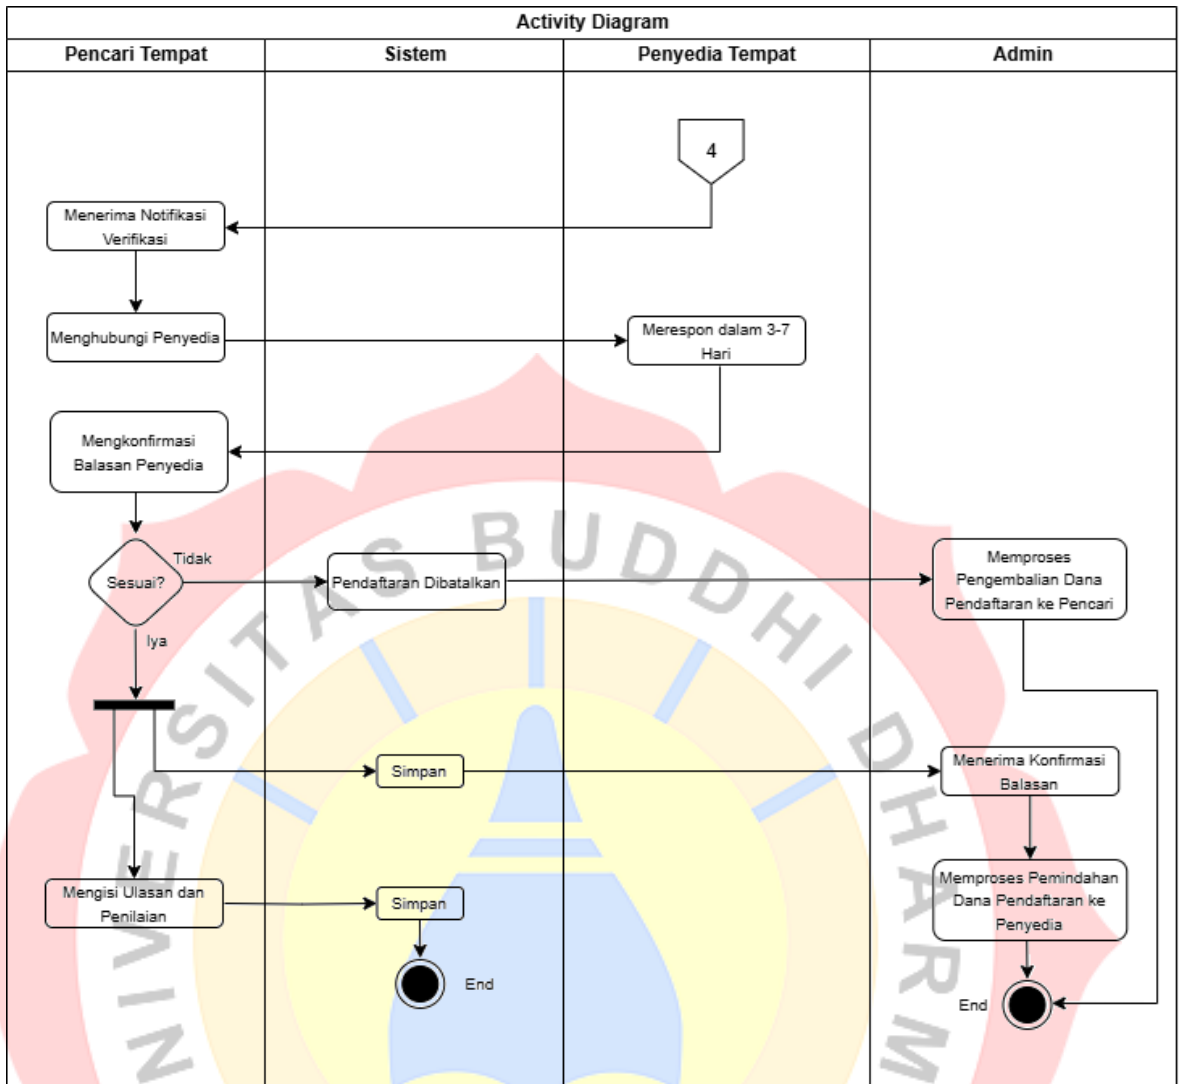 Activity Diagram
Pencari Tempat
Sistem
Penyedia Tempat
Admin
4
Menerima Notifikasi
Verifikasi
Menghubungi Penyedia
Merespon dalam 3-7
Hari
Mengkonfirmasi
Balasan Penyedia
Sesuai?
Tidak
Pendaftaran Dibatalkan
Memproses
Pengembalian Dana
Pendaftaran ke Pencari
Iya
Simpan
Menerima Konfirmasi
Balasan
Mengisi Ulasan dan
Penilaian
Simpan
Memproses Pemindahan
Dana Pendaftaran ke
Penyedia
End
End
NIVERSITAS BUDDHI DHARM